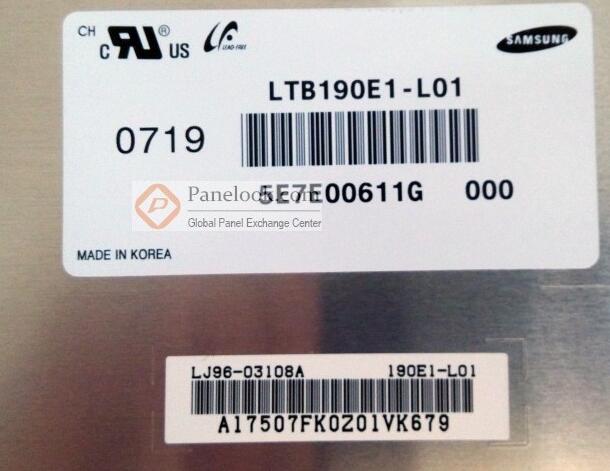 CH
c RU ® US
LEAD-FREE
SAMSUNG
LTB190E1-L01
0719
5E7E00611G 000
Panelook.com
Global Panel Exchange Center
MADE IN KOREA
LJ96-03108A 190E1-L01
A17507FK0Z01VK679